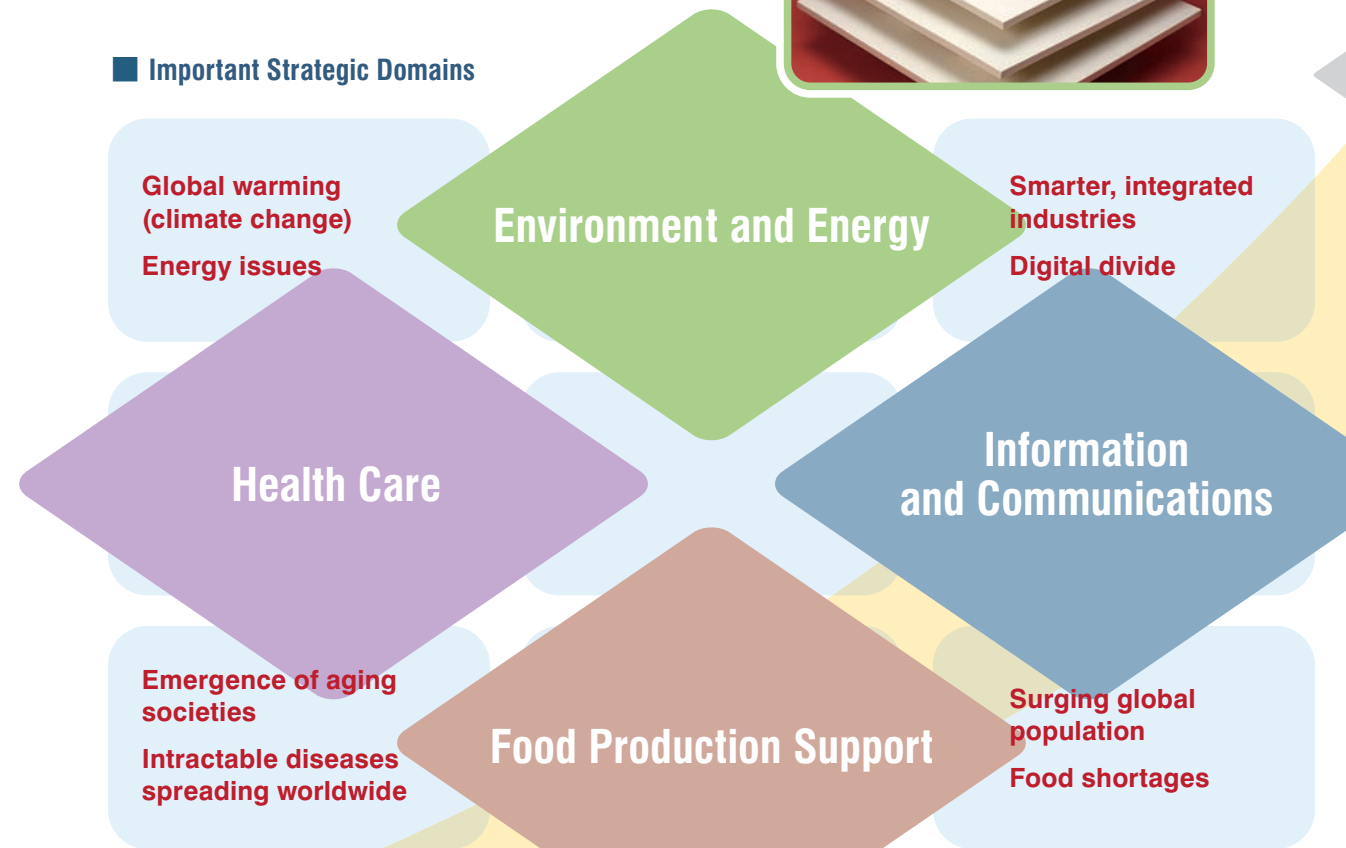 Important Strategic Domains
Global warming
(climate change)
Energy issues
Environment and Energy
Smarter, integrated
industries
Digital divide
Health Care
Information
and Communications
Emergence of aging
societies
Intractable diseases
spreading worldwide
Food Production Support
Surging global
population
Food shortages